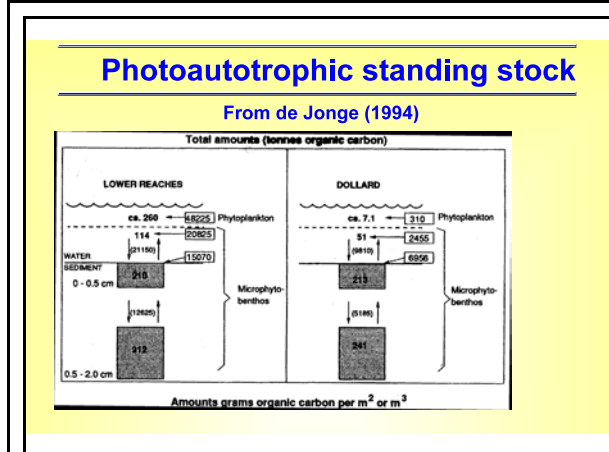 Photoautotrophic standing stock
From de Jonge (1994)
Total amounts (tonnes organic carbon)
LOWER REACHES
ca. 260 48225 Phytoplankton
114 20825
(21150)
WATER 15070
SEDIMENT 210
0 - 0.5 cm
Microphyto-
benthos
(12625)
312
0.5 - 2.0 cm
DOLLARD
ca. 7.1 310 Phytoplankton
51 2455
(9810)
6956
213
Microphyto-
benthos
(5186)
241
Amounts grams organic carbon per m² or m³